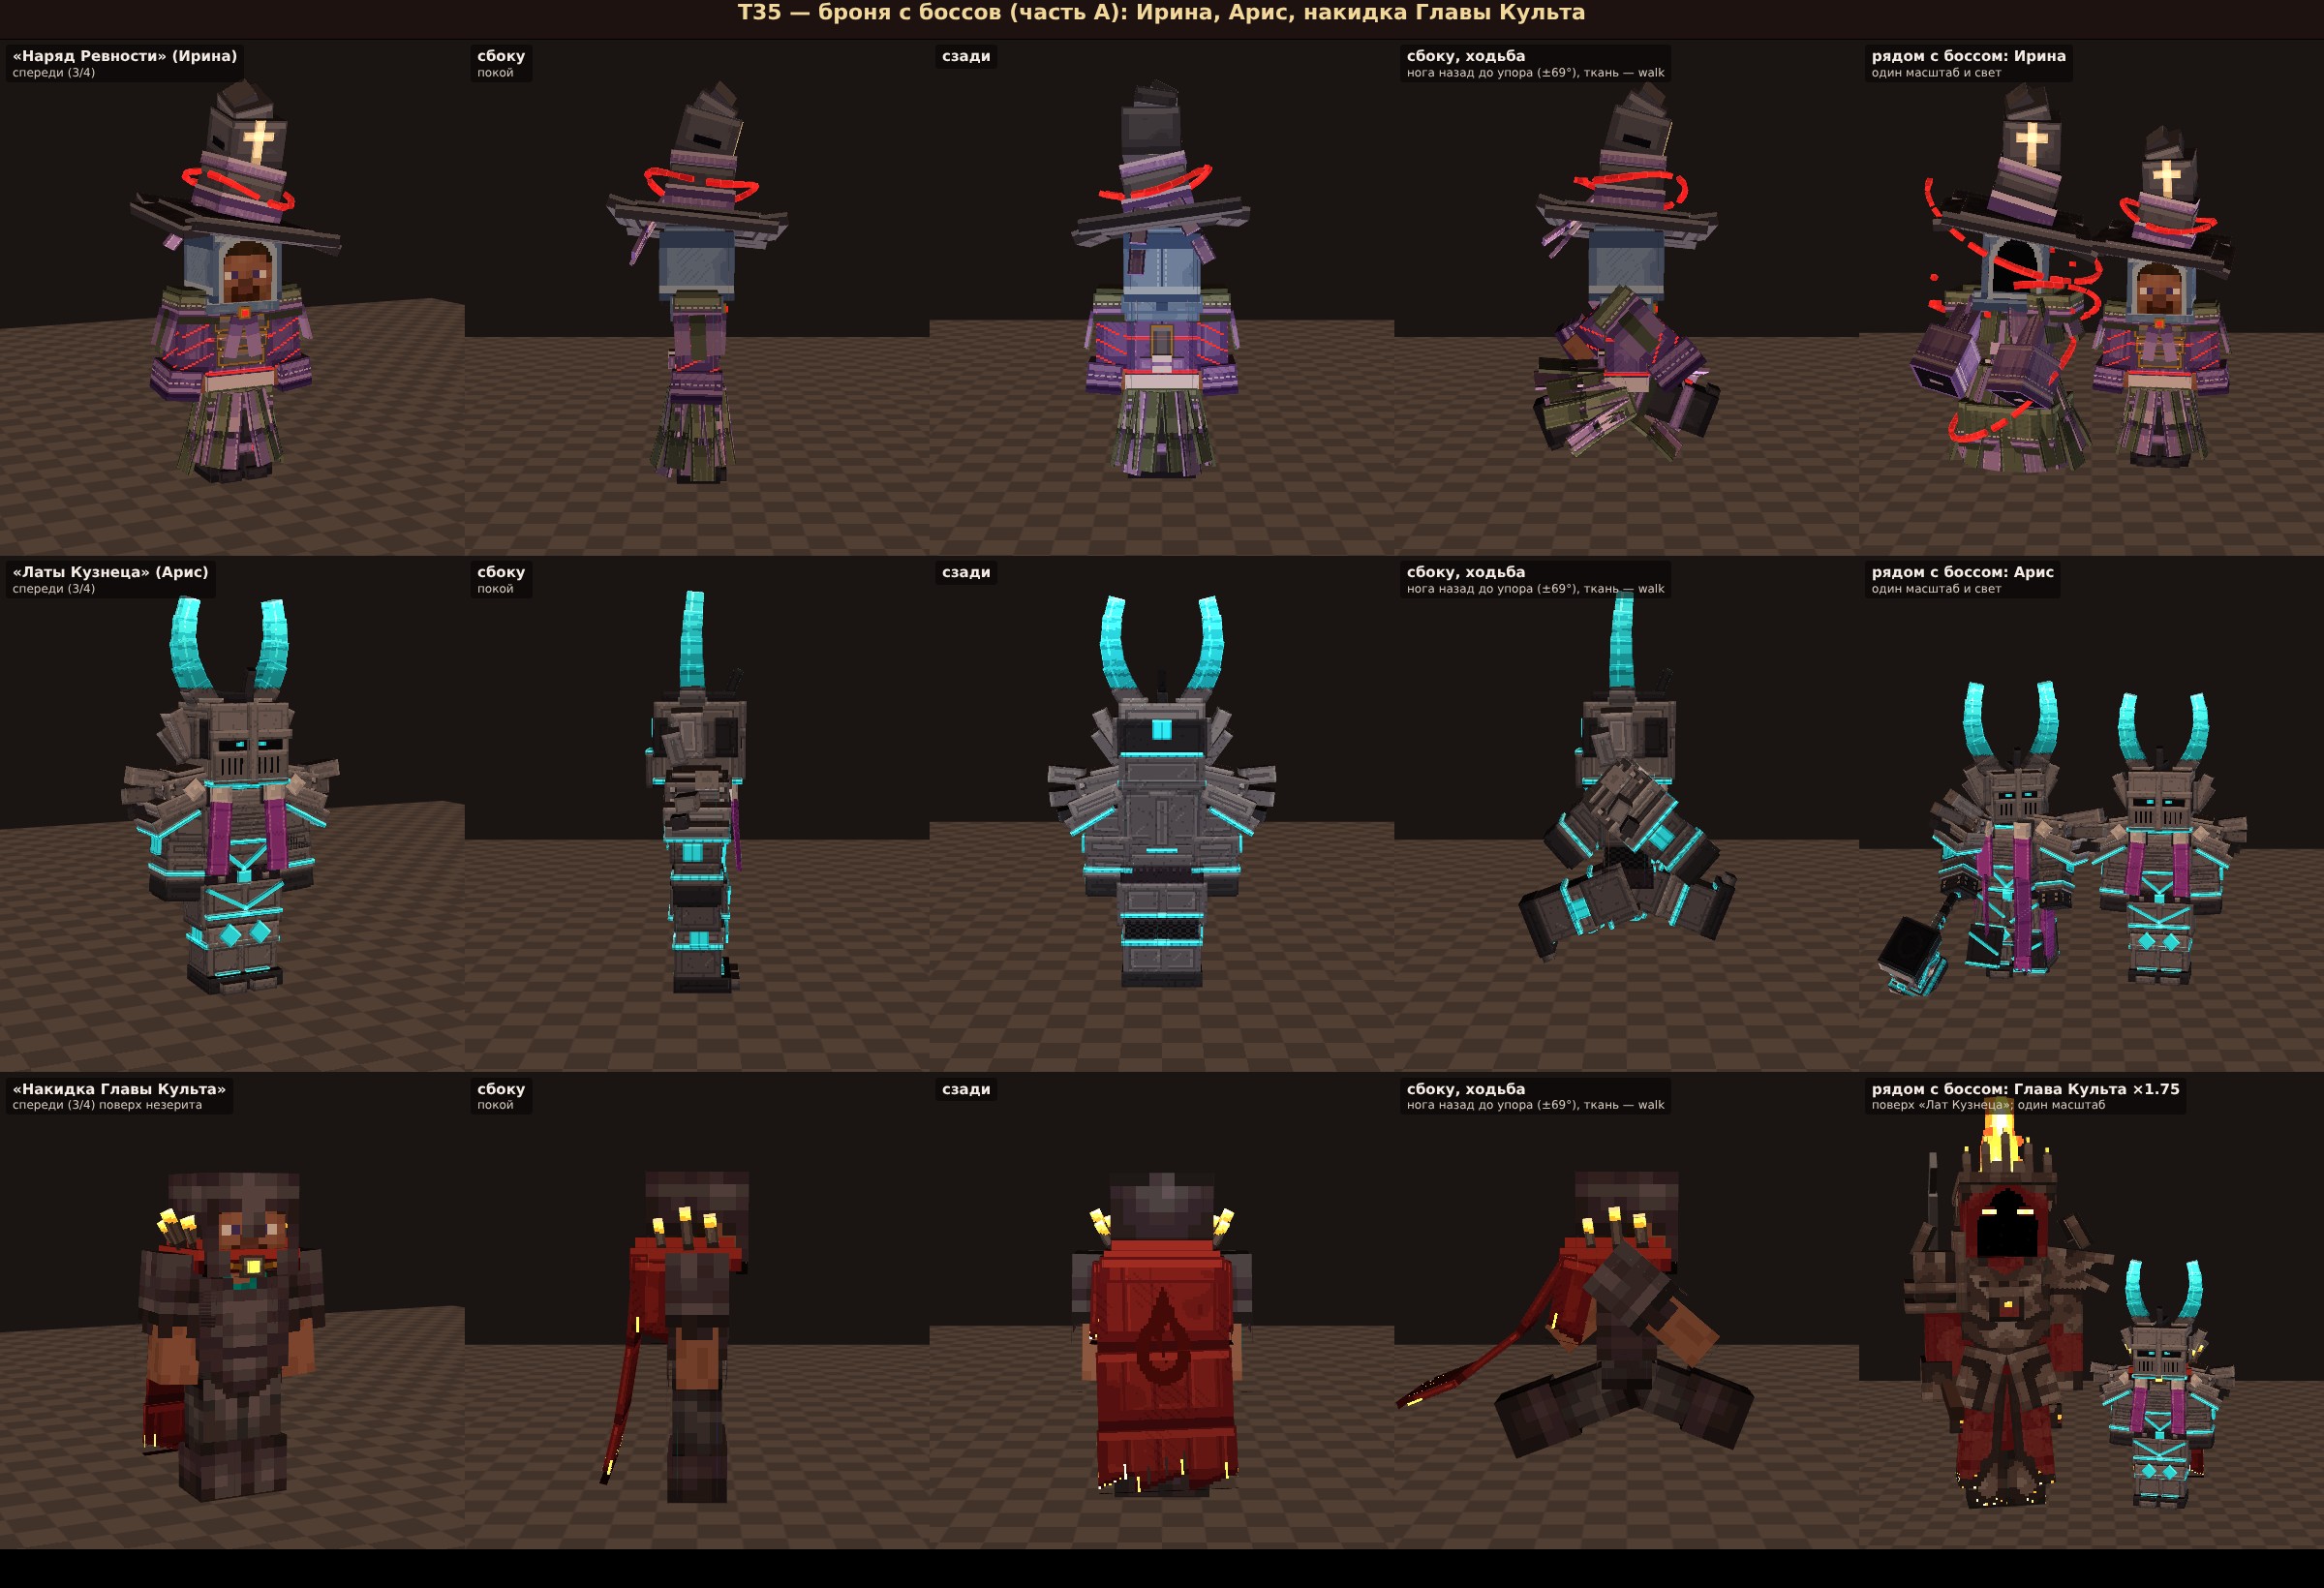 T35 — броня с боссов (часть А): Ирина, Арис, накидка Главы Культа
«Наряд Ревности» (Ирина)
спереди (3/4)
сбоку
покой
сзади
сбоку, ходьба
нога назад до упора (±69°), ткань — walk
рядом с боссом: Ирина
один масштаб и свет
«Латы Кузнеца» (Арис)
спереди (3/4)
сбоку
покой
сзади
сбоку, ходьба
нога назад до упора (±69°), ткань — walk
рядом с боссом: Арис
один масштаб и свет
«Накидка Главы Культа»
спереди (3/4) поверх незерита
сбоку
покой
сзади
сбоку, ходьба
нога назад до упора (±69°), ткань — walk
рядом с боссом: Глава Культа ×1.75
поверх «Лат Кузнеца»; один масштаб